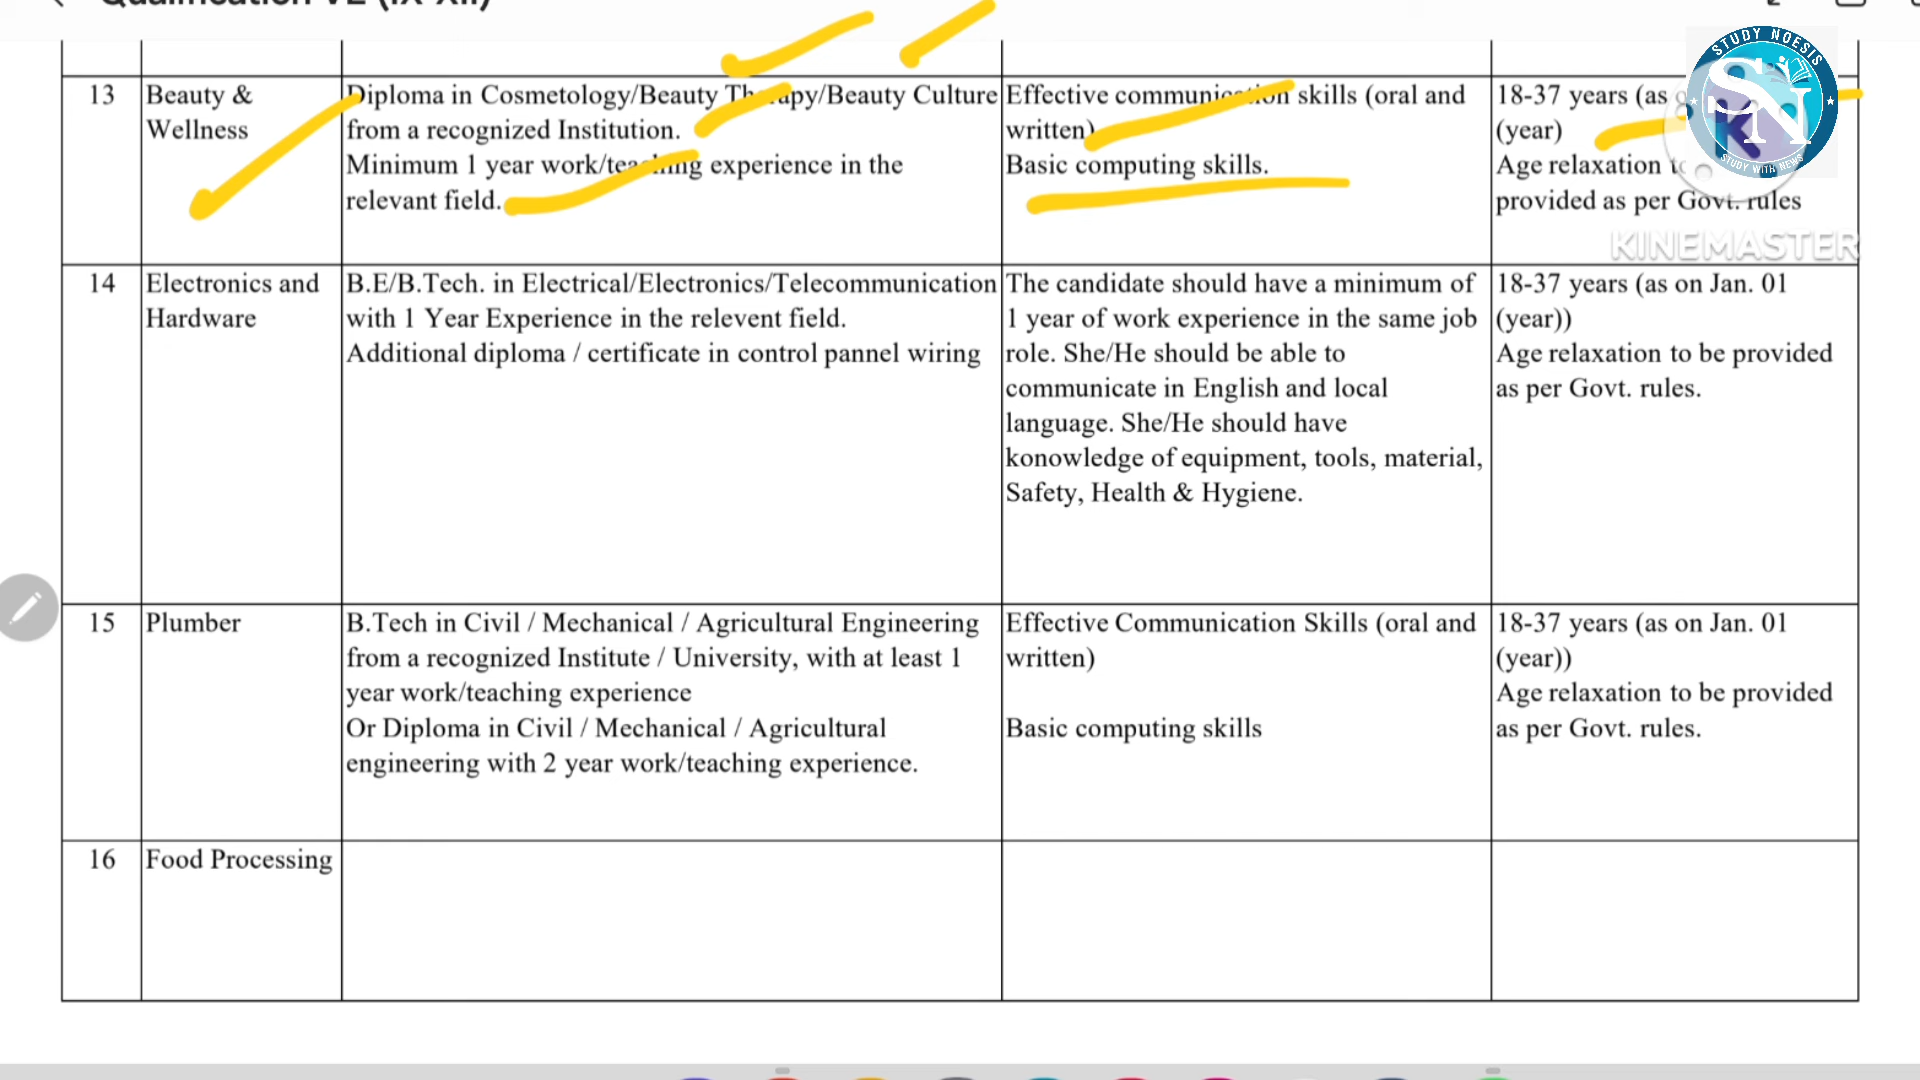 13
Beauty &
Wellness
Diploma in Cosmetology/Beauty Therapy/Beauty Culture
from a recognized Institution.
Minimum 1 year work/teaching experience in the
relevant field.
Effective communication skills (oral and
written)
Basic computing skills.
18-37 years (as
(year)
Age relaxation
provided as per Govt. rules
STUDY NOESIS
SN
STUDY WITH NEWS
KINEMASTER
14
Electronics and
Hardware
B.E/B.Tech. in Electrical/Electronics/Telecommunication
with 1 Year Experience in the relevent field.
Additional diploma / certificate in control pannel wiring
The candidate should have a minimum of
1 year of work experience in the same job
role. She/He should be able to
communicate in English and local
language. She/He should have
konowledge of equipment, tools, material,
Safety, Health & Hygiene.
18-37 years (as on Jan. 01
(year))
Age relaxation to be provided
as per Govt. rules.
15
Plumber
B.Tech in Civil / Mechanical / Agricultural Engineering
from a recognized Institute / University, with at least 1
year work/teaching experience
Or Diploma in Civil / Mechanical / Agricultural
engineering with 2 year work/teaching experience.
Effective Communication Skills (oral and
written)
Basic computing skills
18-37 years (as on Jan. 01
(year))
Age relaxation to be provided
as per Govt. rules.
16
Food Processing